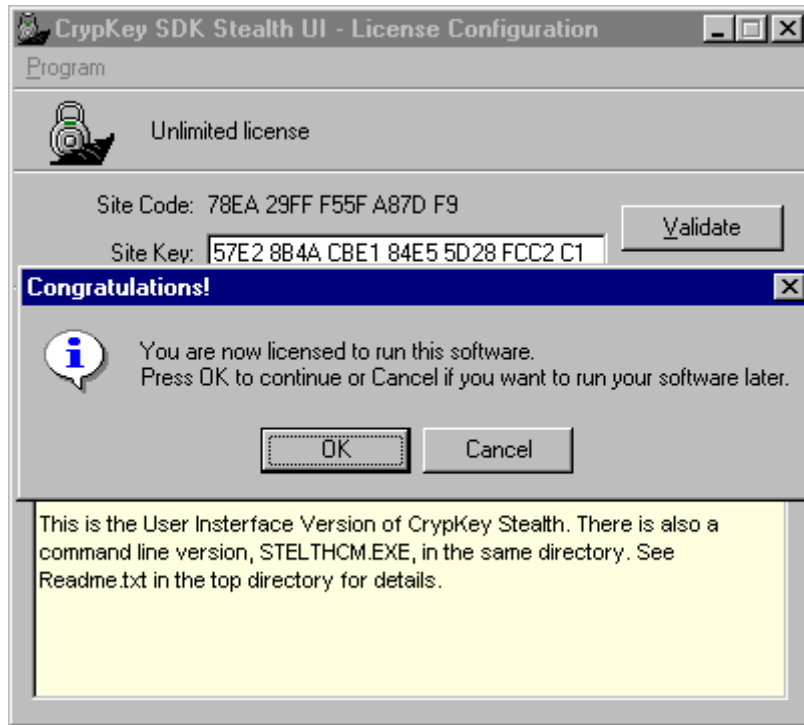 CrypKey SDK Stealth UI - License Configuration
Program
Unlimited license
Site Code: 78EA 29FF F55F A87D F9
Validate
Site Key: 57E2 8B4A CBE1 84E5 5D28 FCC2 C1
Congratulations!
You are now licensed to run this software.
Press OK to continue or Cancel if you want to run your software later.
OK
Cancel
This is the User Insterface Version of CrypKey Stealth. There is also a
command line version, STELTHCM.EXE, in the same directory. See
Readme.txt in the top directory for details.